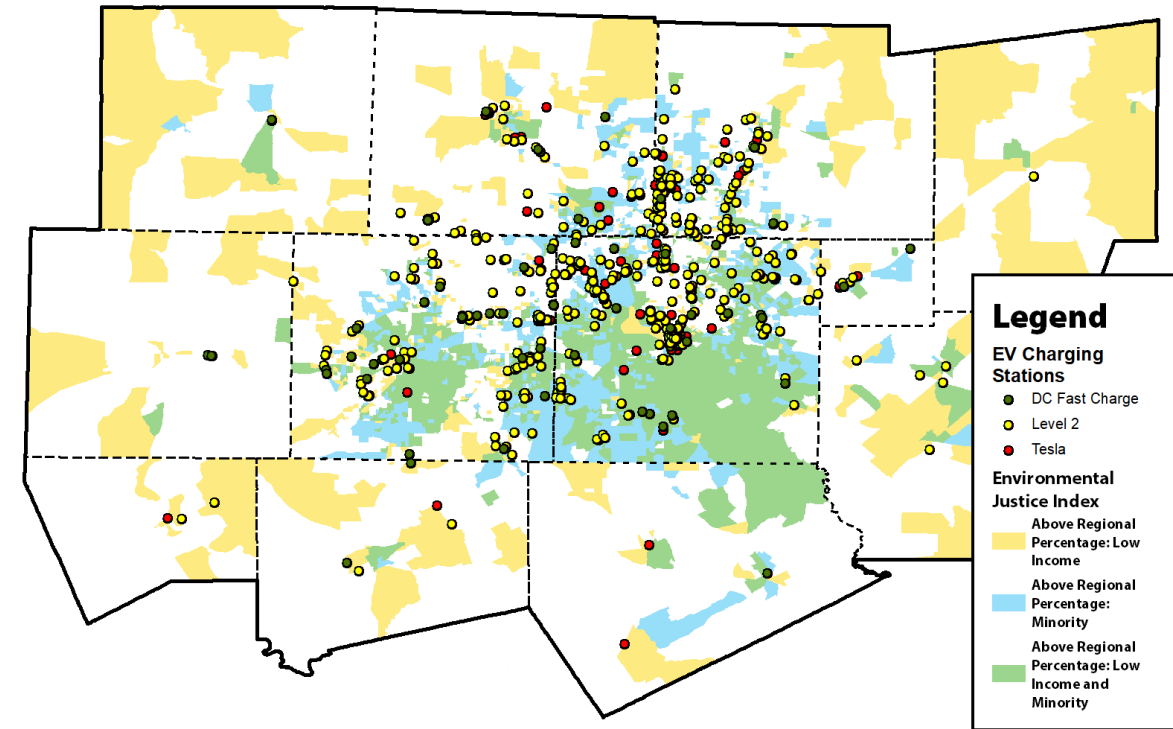 Legend
EV Charging
Stations
DC Fast Charge
Level 2
Tesla
Environmental
Justice Index
Above Regional
Percentage: Low
Income
Above Regional
Percentage:
Minority
Above Regional
Percentage: Low
Income and
Minority